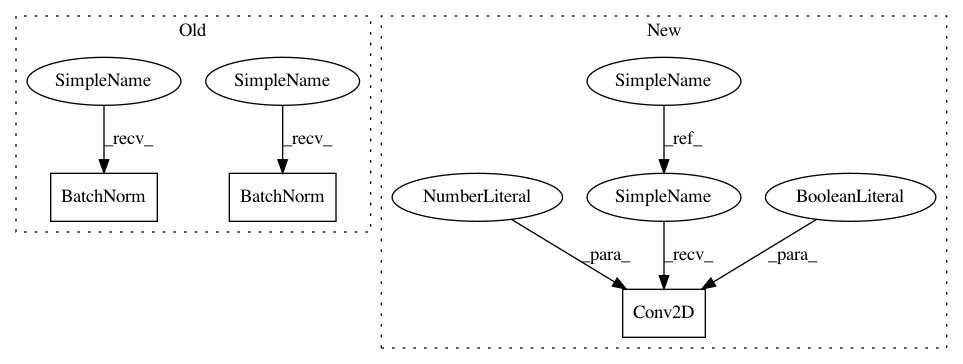 Old
New
SimpleName
SimpleName
SimpleName
_recv_
_recv_
_ref_
BatchNorm
BatchNorm
NumberLiteral
SimpleName
BooleanLiteral
_para_
_recv_
_para_
Conv2D